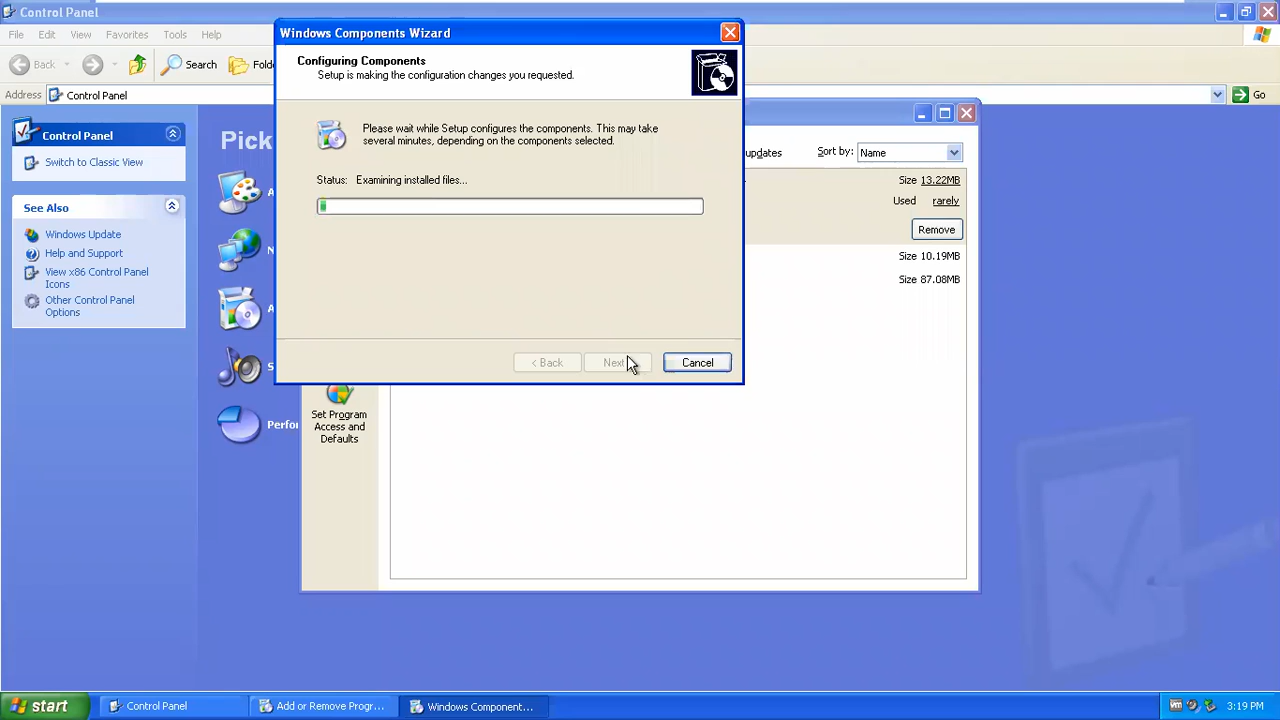 Control Panel
File Edit View Favorites Tools Help
Back Search
Address Control Panel Go
Control Panel
Switch to Classic View
See Also
Windows Update
Help and Support
View x86 Control Panel
Icons
Other Control Panel
Options
Pick
Windows Components Wizard
Configuring Components
Setup is making the configuration changes you requested.
Please wait while Setup configures the components. This may take
several minutes, depending on the components selected.
Status: Examining installed files...
< Back Next Cancel
updates Sort by: Name
Size 13.22MB
Used rarely
Remove
Size 10.19MB
Size 87.08MB
Set Program
Access and
Defaults
start Control Panel Add or Remove Progr... Windows Component... 3:19 PM